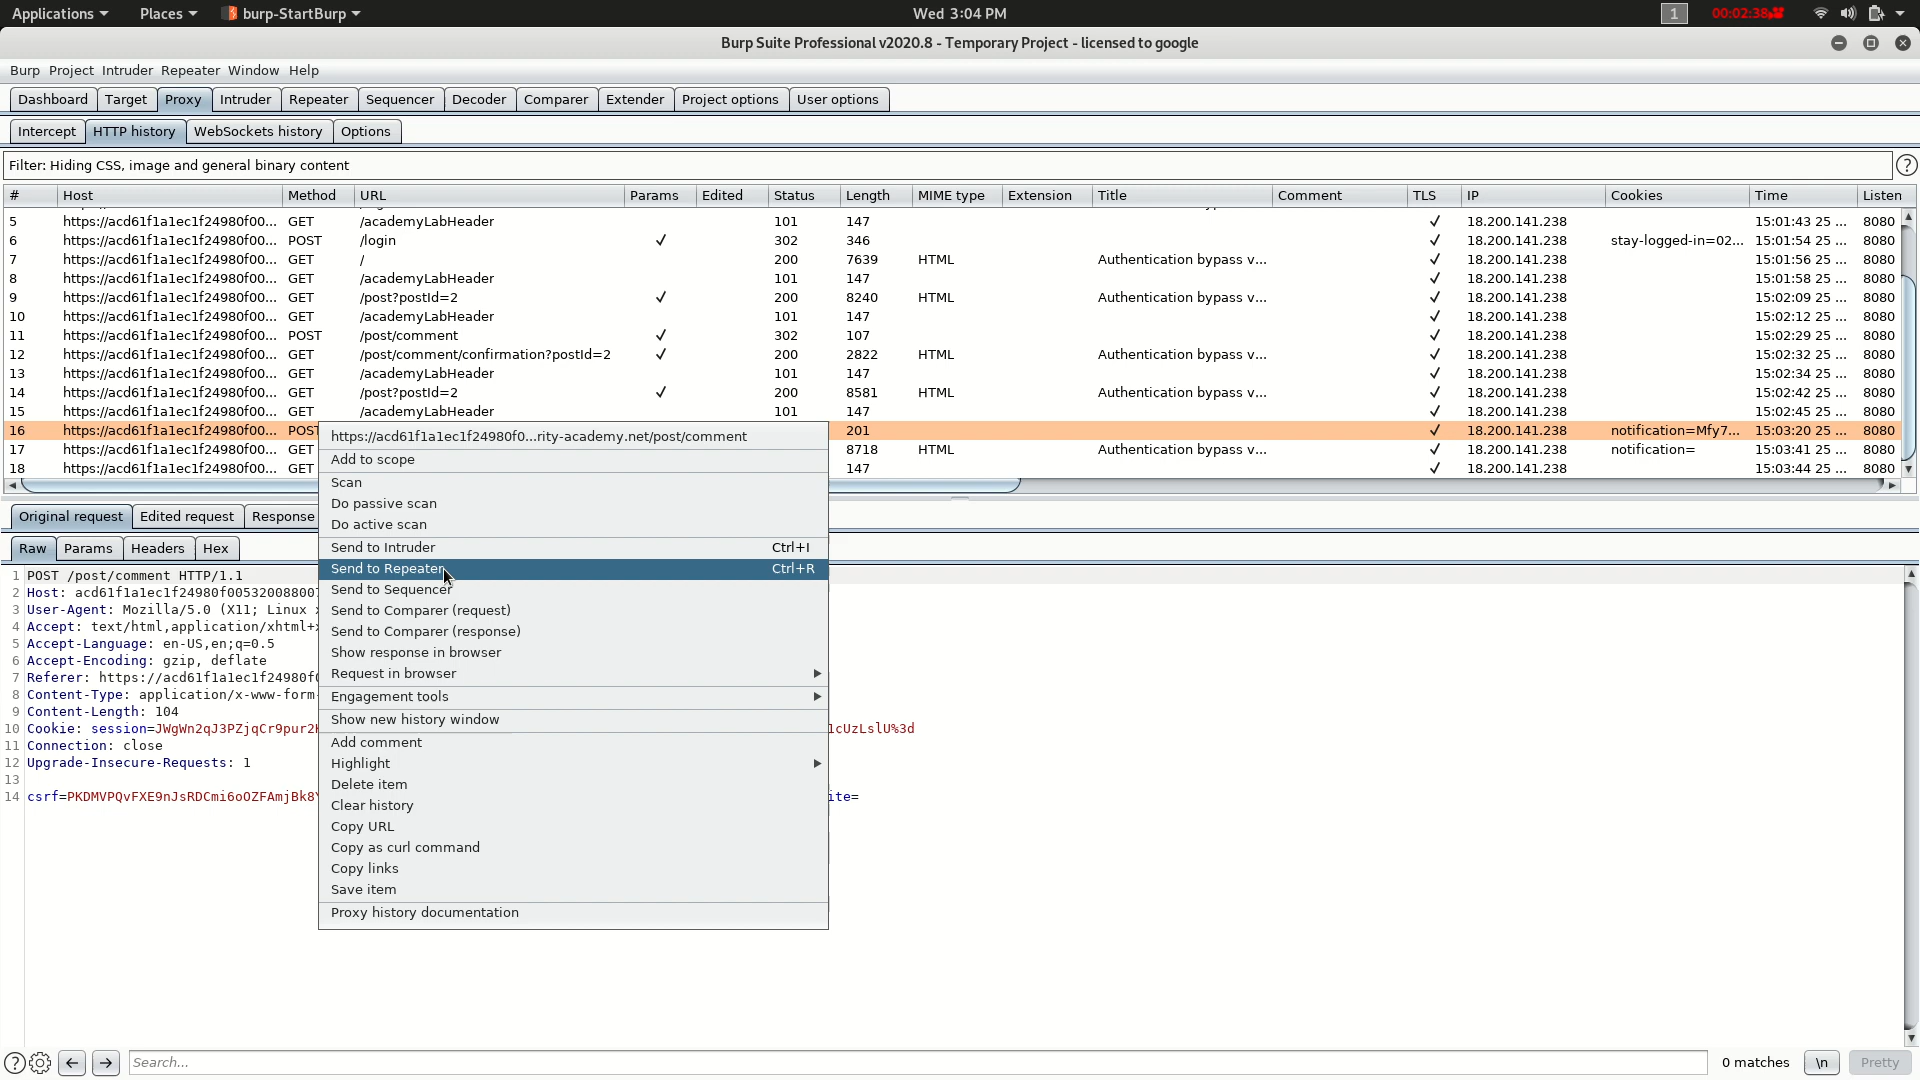 Applications Places burp-StartBurp Wed 3:04 PM 1 00:02:38
Burp Suite Professional v2020.8 - Temporary Project - licensed to google
Burp Project Intruder Repeater Window Help
Dashboard Target Proxy Intruder Repeater Sequencer Decoder Comparer Extender Project options User options
Intercept HTTP history WebSockets history Options
Filter: Hiding CSS, image and general binary content ?
# Host Method URL Params Edited Status Length MIME type Extension Title Comment TLS IP Cookies Time Listen
5 https://acd61f1a1ec1f24980f00... GET /academyLabHeader 101 147 ✓ 18.200.141.238 15:01:43 25 ... 8080
6 https://acd61f1a1ec1f24980f00... POST /login ✓ 302 346 ✓ 18.200.141.238 stay-logged-in=02... 15:01:54 25 ... 8080
7 https://acd61f1a1ec1f24980f00... GET / 200 7639 HTML Authentication bypass v... ✓ 18.200.141.238 15:01:56 25 ... 8080
8 https://acd61f1a1ec1f24980f00... GET /academyLabHeader 101 147 ✓ 18.200.141.238 15:01:58 25 ... 8080
9 https://acd61f1a1ec1f24980f00... GET /post?postId=2 ✓ 200 8240 HTML Authentication bypass v... ✓ 18.200.141.238 15:02:09 25 ... 8080
10 https://acd61f1a1ec1f24980f00... GET /academyLabHeader 101 147 ✓ 18.200.141.238 15:02:12 25 ... 8080
11 https://acd61f1a1ec1f24980f00... POST /post/comment ✓ 302 107 ✓ 18.200.141.238 15:02:29 25 ... 8080
12 https://acd61f1a1ec1f24980f00... GET /post/comment/confirmation?postId=2 ✓ 200 2822 HTML Authentication bypass v... ✓ 18.200.141.238 15:02:32 25 ... 8080
13 https://acd61f1a1ec1f24980f00... GET /academyLabHeader 101 147 ✓ 18.200.141.238 15:02:34 25 ... 8080
14 https://acd61f1a1ec1f24980f00... GET /post?postId=2 ✓ 200 8581 HTML Authentication bypass v... ✓ 18.200.141.238 15:02:42 25 ... 8080
15 https://acd61f1a1ec1f24980f00... GET /academyLabHeader 101 147 ✓ 18.200.141.238 15:02:45 25 ... 8080
16 https://acd61f1a1ec1f24980f00... POST 201 ✓ 18.200.141.238 notification=Mfy7... 15:03:20 25 ... 8080
17 https://acd61f1a1ec1f24980f00... GET 8718 HTML Authentication bypass v... ✓ 18.200.141.238 notification= 15:03:41 25 ... 8080
18 https://acd61f1a1ec1f24980f00... GET 147 ✓ 18.200.141.238 15:03:44 25 ... 8080
https://acd61f1a1ec1f24980f0...rity-academy.net/post/comment
Add to scope
Scan
Do passive scan
Do active scan
Send to Intruder Ctrl+I
Send to Repeater Ctrl+R
Send to Sequencer
Send to Comparer (request)
Send to Comparer (response)
Show response in browser
Request in browser
Engagement tools
Show new history window
Add comment
Highlight
Delete item
Clear history
Copy URL
Copy as curl command
Copy links
Save item
Proxy history documentation
Original request Edited request Response
Raw Params Headers Hex
1 POST /post/comment HTTP/1.1
2 Host: acd61f1a1ec1f24980f00532008800
3 User-Agent: Mozilla/5.0 (X11; Linux
4 Accept: text/html,application/xhtml+
5 Accept-Language: en-US,en;q=0.5
6 Accept-Encoding: gzip, deflate
7 Referer: https://acd61f1a1ec1f24980f
8 Content-Type: application/x-www-form-
9 Content-Length: 104
10 Cookie: session=JWgWn2qJ3PZjqCr9pur2 1cUzLslU%3d
11 Connection: close
12 Upgrade-Insecure-Requests: 1
13
14 csrf=PKDMVPQvFXE9nJsRDCmi6oOZFAmjBk8 ite=
? Search... 0 matches \n Pretty